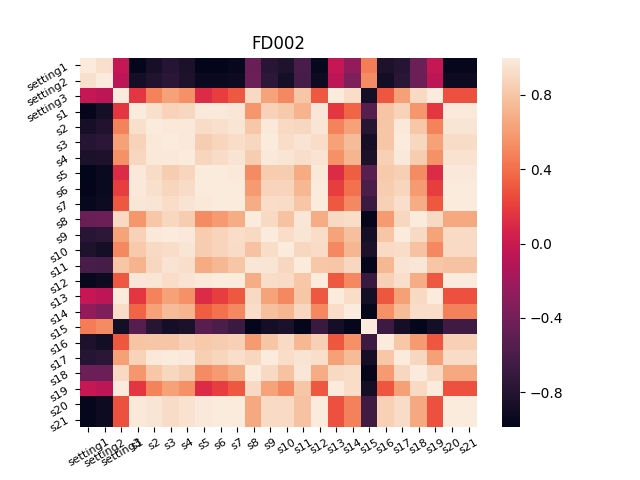 FD002
setting1
setting2
setting3
s1
s2
s3
s4
s5
s6
s7
s8
s9
s10
s11
s12
s13
s14
s15
s16
s17
s18
s19
s20
s21
setting1
setting2
setting3
s1
s2
s3
s4
s5
s6
s7
s8
s9
s10
s11
s12
s13
s14
s15
s16
s17
s18
s19
s20
s21
0.8
0.4
0.0
−0.4
−0.8